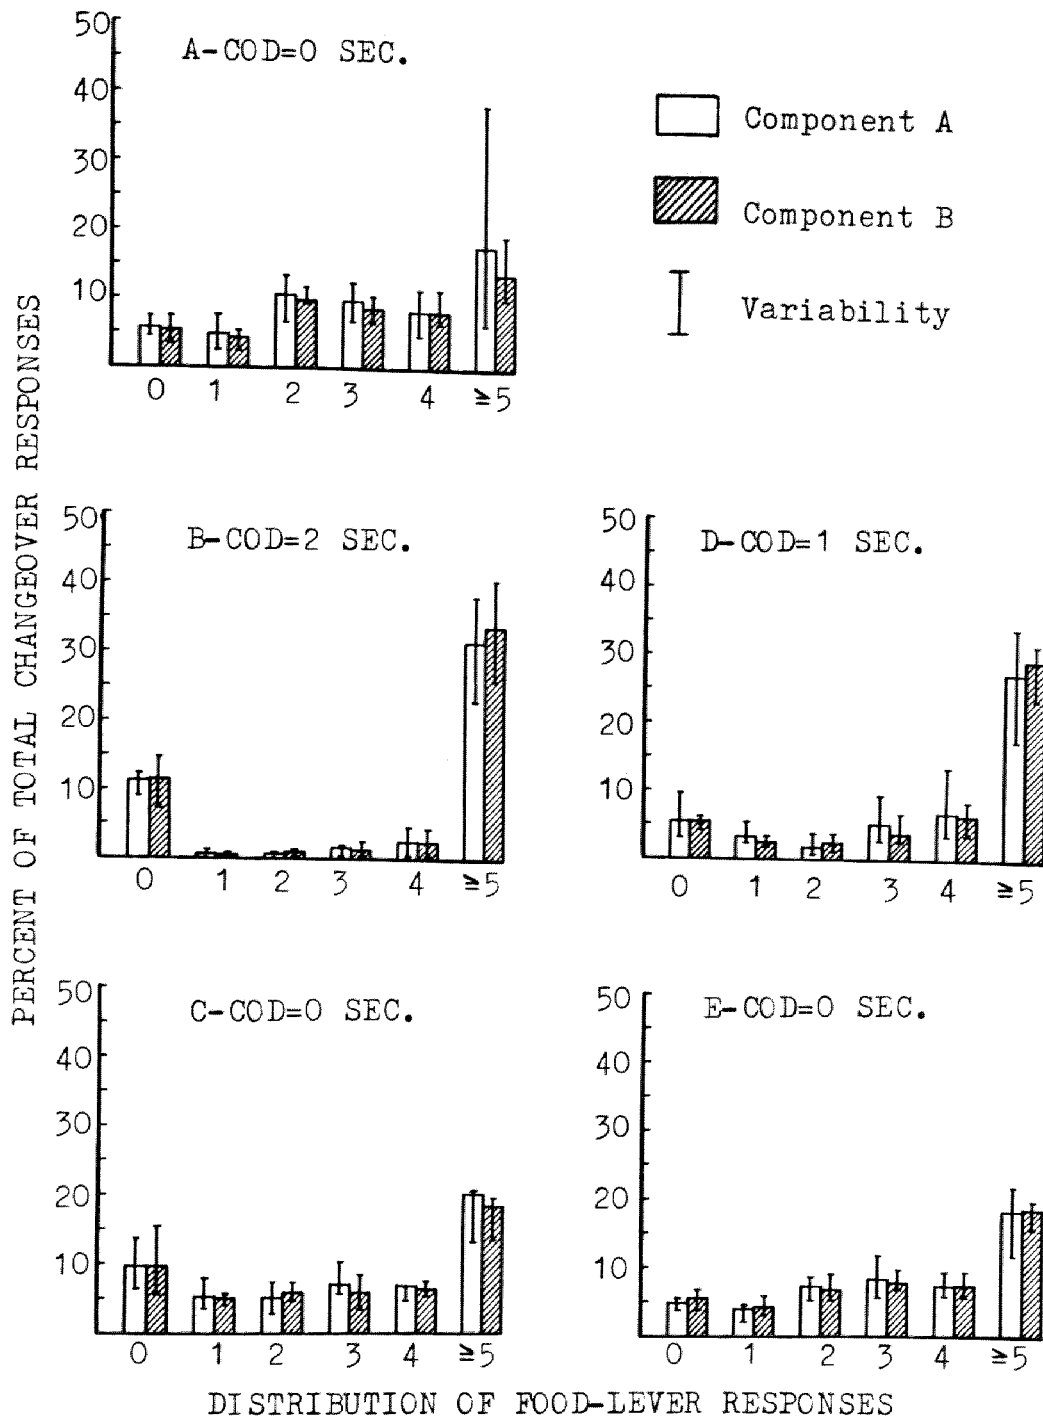 PERCENT OF TOTAL CHANGEOVER RESPONSES
A-COD=0 SEC.
50
40
30
20
10
0 1 2 3 4 ≥5
Component A
Component B
Variability
B-COD=2 SEC.
50
40
30
20
10
0 1 2 3 4 ≥5
D-COD=1 SEC.
50
40
30
20
10
0 1 2 3 4 ≥5
C-COD=0 SEC.
50
40
30
20
10
0 1 2 3 4 ≥5
E-COD=0 SEC.
50
40
30
20
10
0 1 2 3 4 ≥5
DISTRIBUTION OF FOOD-LEVER RESPONSES